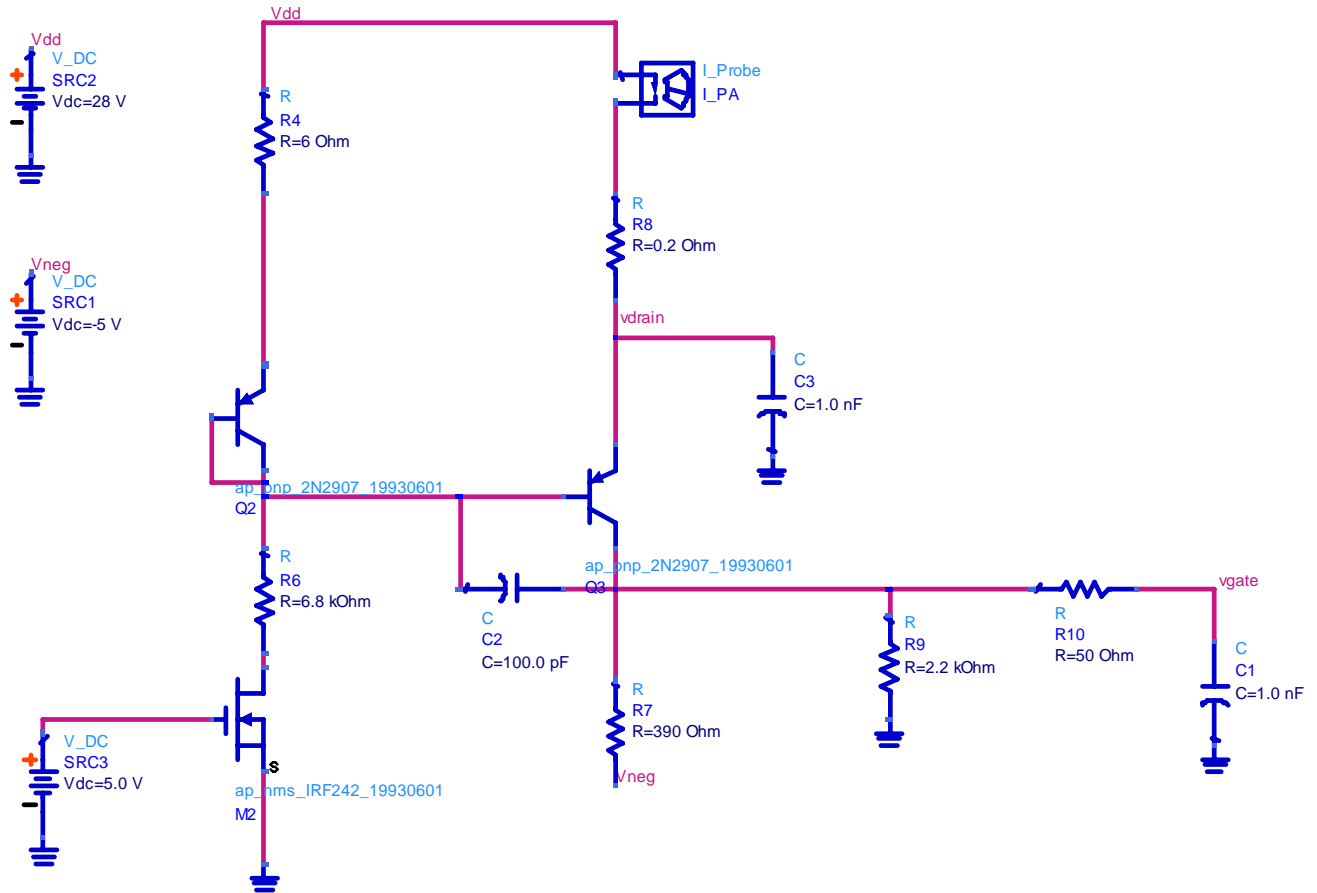 Vdd
Vdd
V_DC
SRC2
Vdc=28 V
I_Probe
I_PA
R
R4
R=6 Ohm
R
R8
R=0.2 Ohm
Vneg
V_DC
SRC1
Vdc=-5 V
vdrain
C
C3
C=1.0 nF
ap_pnp_2N2907_19930601
Q2
R
R6
R=6.8 kOhm
ap_pnp_2N2907_19930601
Q3
C
C2
C=100.0 pF
R
R9
R=2.2 kOhm
R
R10
R=50 Ohm
vgate
C
C1
C=1.0 nF
R
R7
R=390 Ohm
Vneg
V_DC
SRC3
Vdc=5.0 V
S
ap_nms_IRF242_19930601
M2